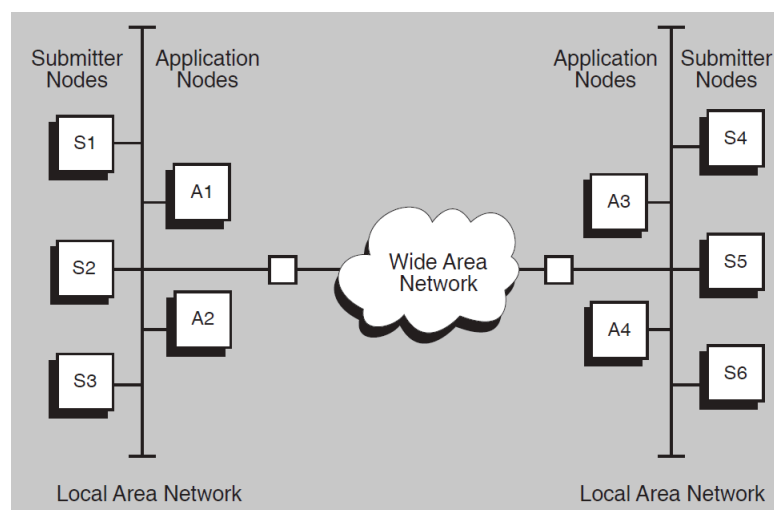 Submitter
Nodes
Application
Nodes
S1
A1
S2
A2
S3
Local Area Network
Wide Area
Network
Application
Nodes
Submitter
Nodes
S4
A3
S5
A4
S6
Local Area Network